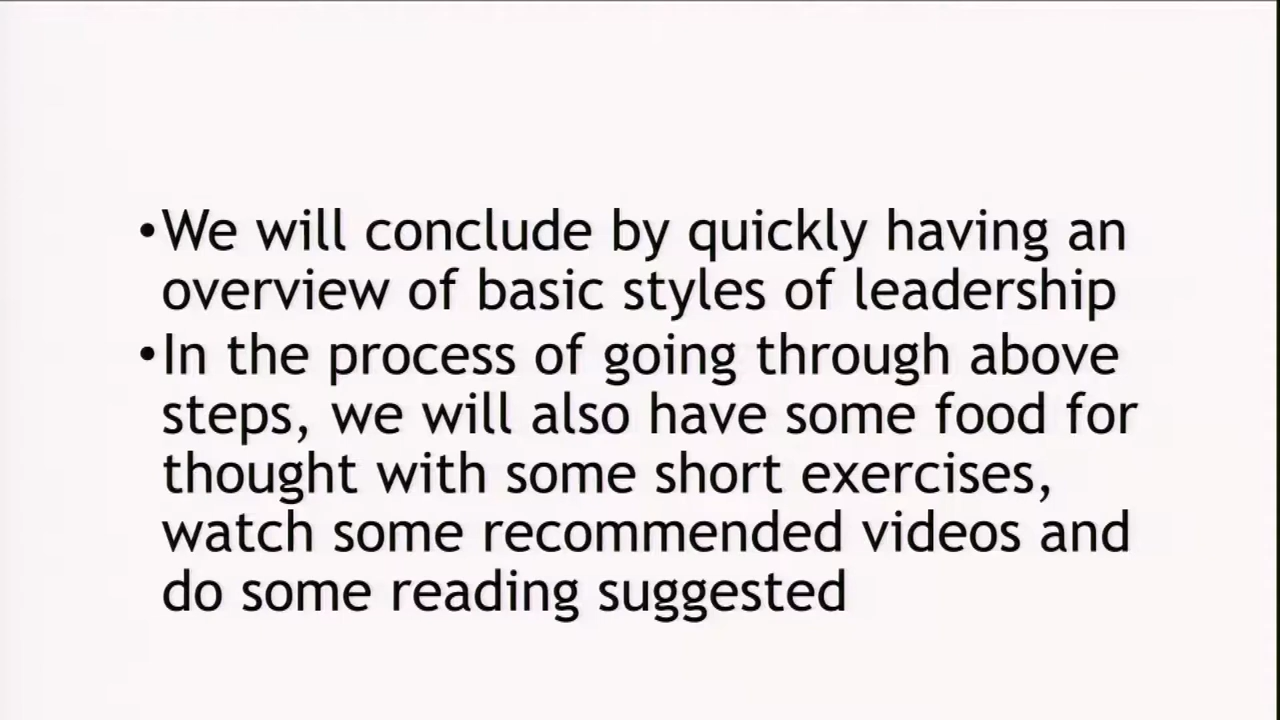 •We will conclude by quickly having an
overview of basic styles of leadership
•In the process of going through above
steps, we will also have some food for
thought with some short exercises,
watch some recommended videos and
do some reading suggested